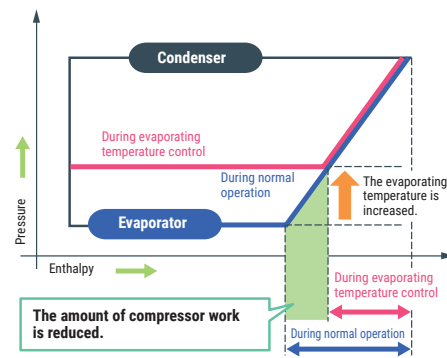 Condenser
During evaporating
temperature control
During normal
operation
The evaporating
temperature is
increased.
Pressure
Evaporator
Enthalpy
During evaporating
temperature control
The amount of compressor work
is reduced.
During normal operation